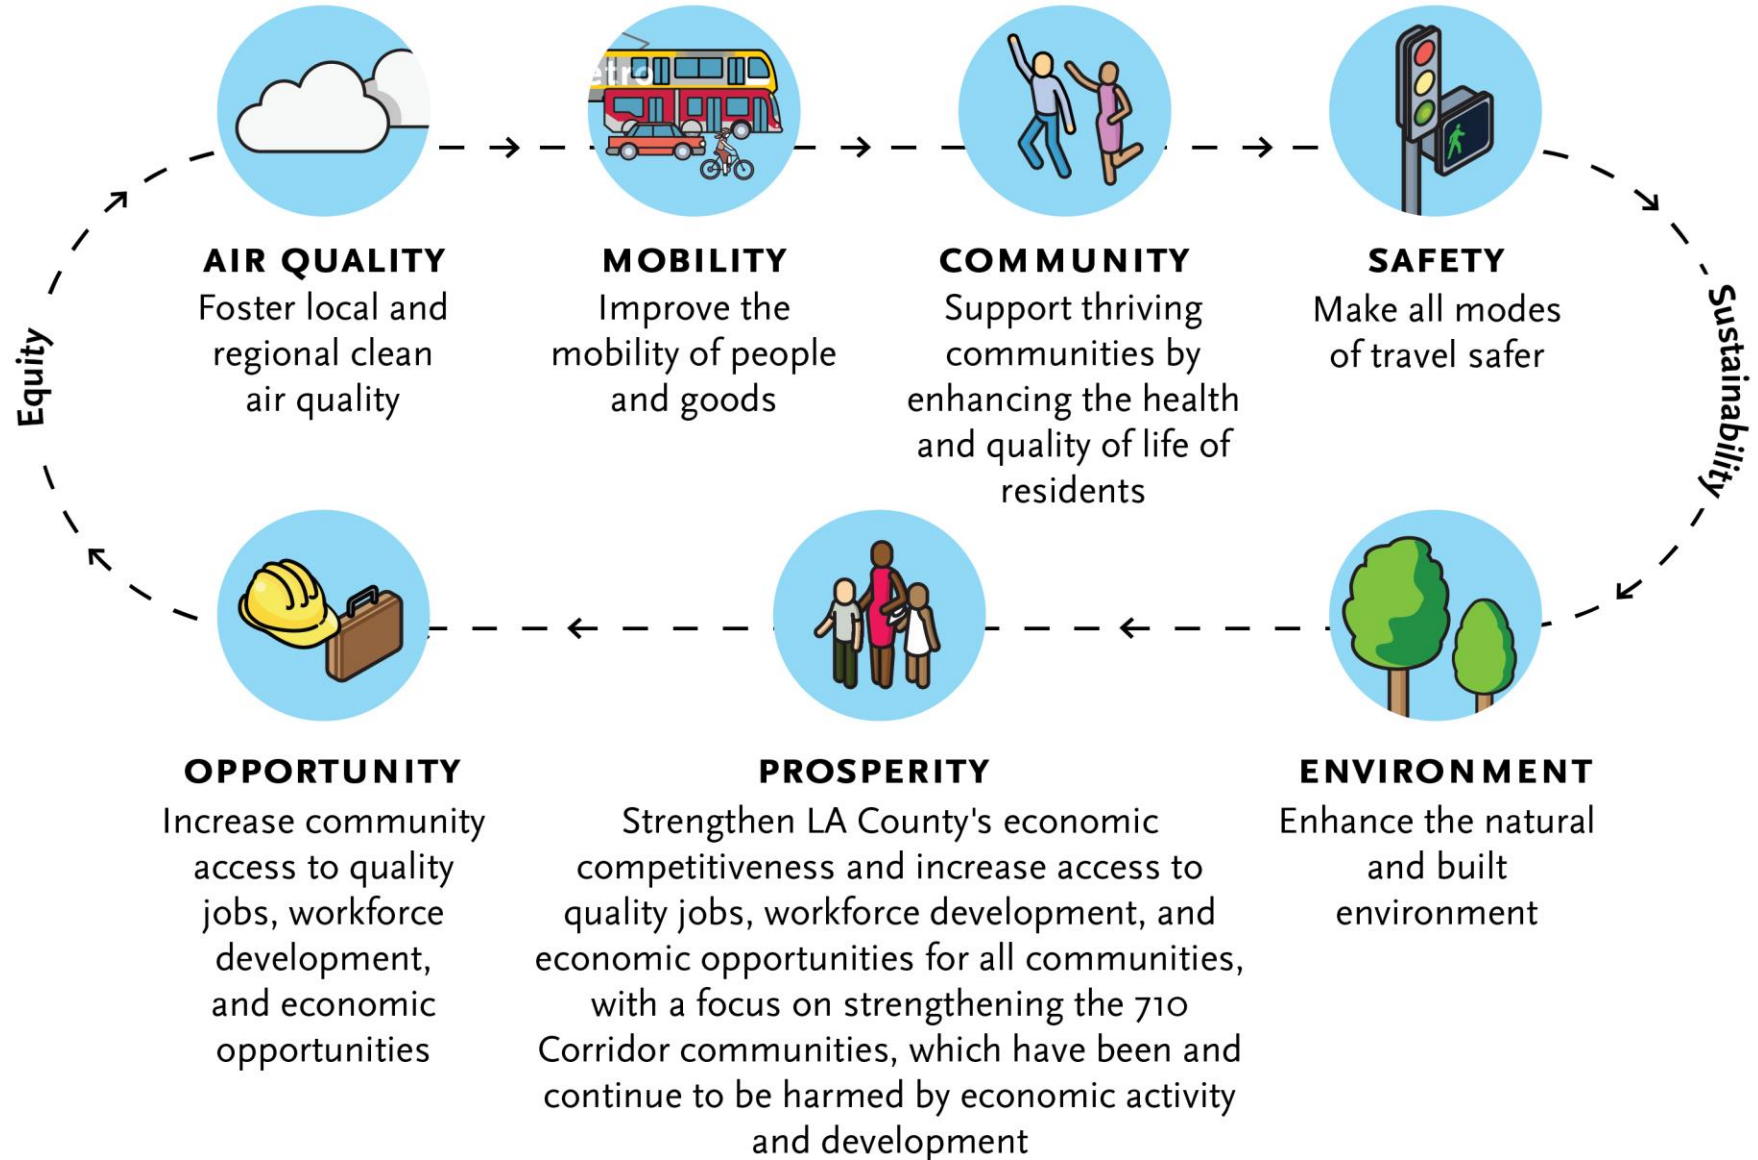 etro
AIR QUALITY
Foster local and
regional clean
air quality
MOBILITY
Improve the
mobility of people
and goods
COMMUNITY
Support thriving
communities by
enhancing the health
and quality of life of
residents
SAFETY
Make all modes
of travel safer
Equity
Sustainability
OPPORTUNITY
Increase community
access to quality
jobs, workforce
development,
and economic
opportunities
PROSPERITY
Strengthen LA County's economic
competitiveness and increase access to
quality jobs, workforce development, and
economic opportunities for all communities,
with a focus on strengthening the 710
Corridor communities, which have been and
continue to be harmed by economic activity
and development
ENVIRONMENT
Enhance the natural
and built
environment